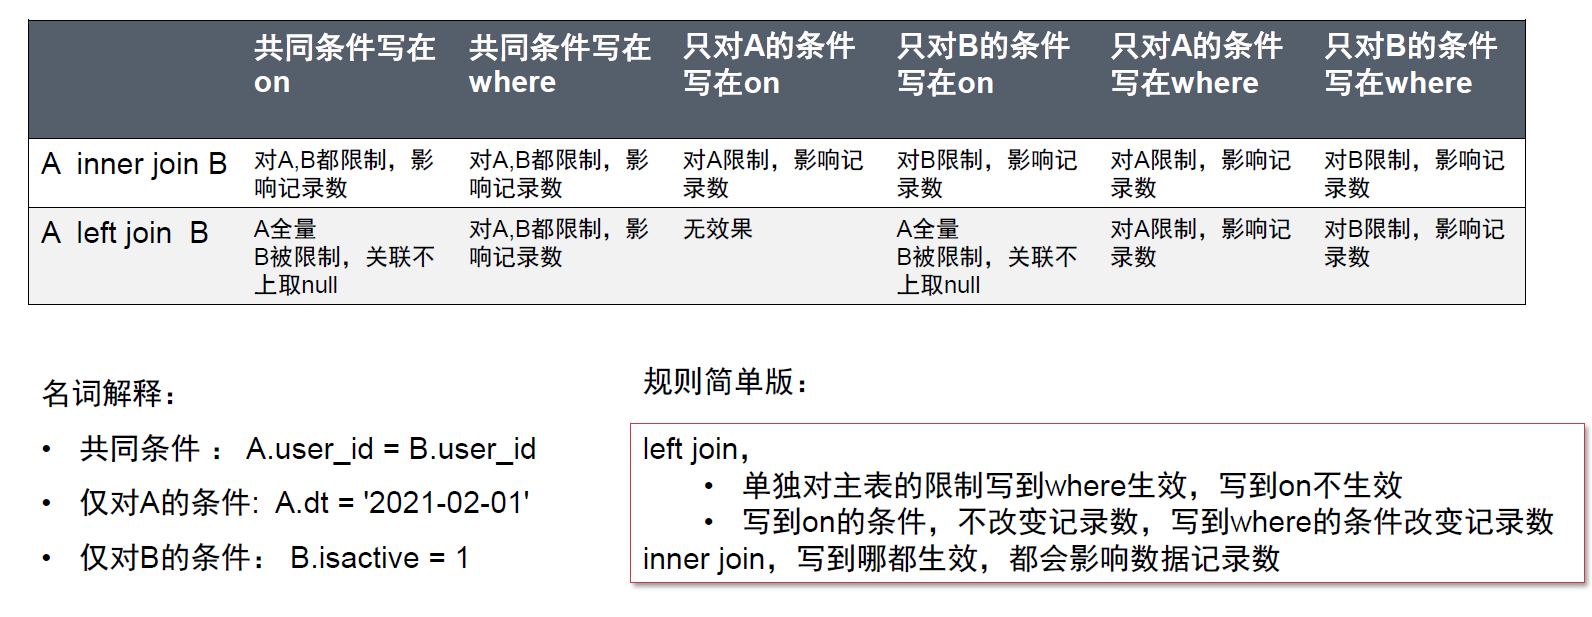 共同条件写在on
共同条件写在where
只对A的条件写在on
只对B的条件写在on
只对A的条件写在where
只对B的条件写在where
A inner join B
对A,B都限制，影响记录数
对A,B都限制，影响记录数
对A限制，影响记录数
对B限制，影响记录数
对A限制，影响记录数
对B限制，影响记录数
A left join B
A全量
B被限制，关联不上取null
对A,B都限制，影响记录数
无效果
A全量
B被限制，关联不上取null
对A限制，影响记录数
对B限制，影响记录数
名词解释：
• 共同条件 ： A.user_id = B.user_id
• 仅对A的条件: A.dt = '2021-02-01'
• 仅对B的条件： B.isactive = 1
规则简单版：
left join，
• 单独对主表的限制写到where生效，写到on不生效
• 写到on的条件，不改变记录数，写到where的条件改变记录数
inner join，写到哪都生效，都会影响数据记录数